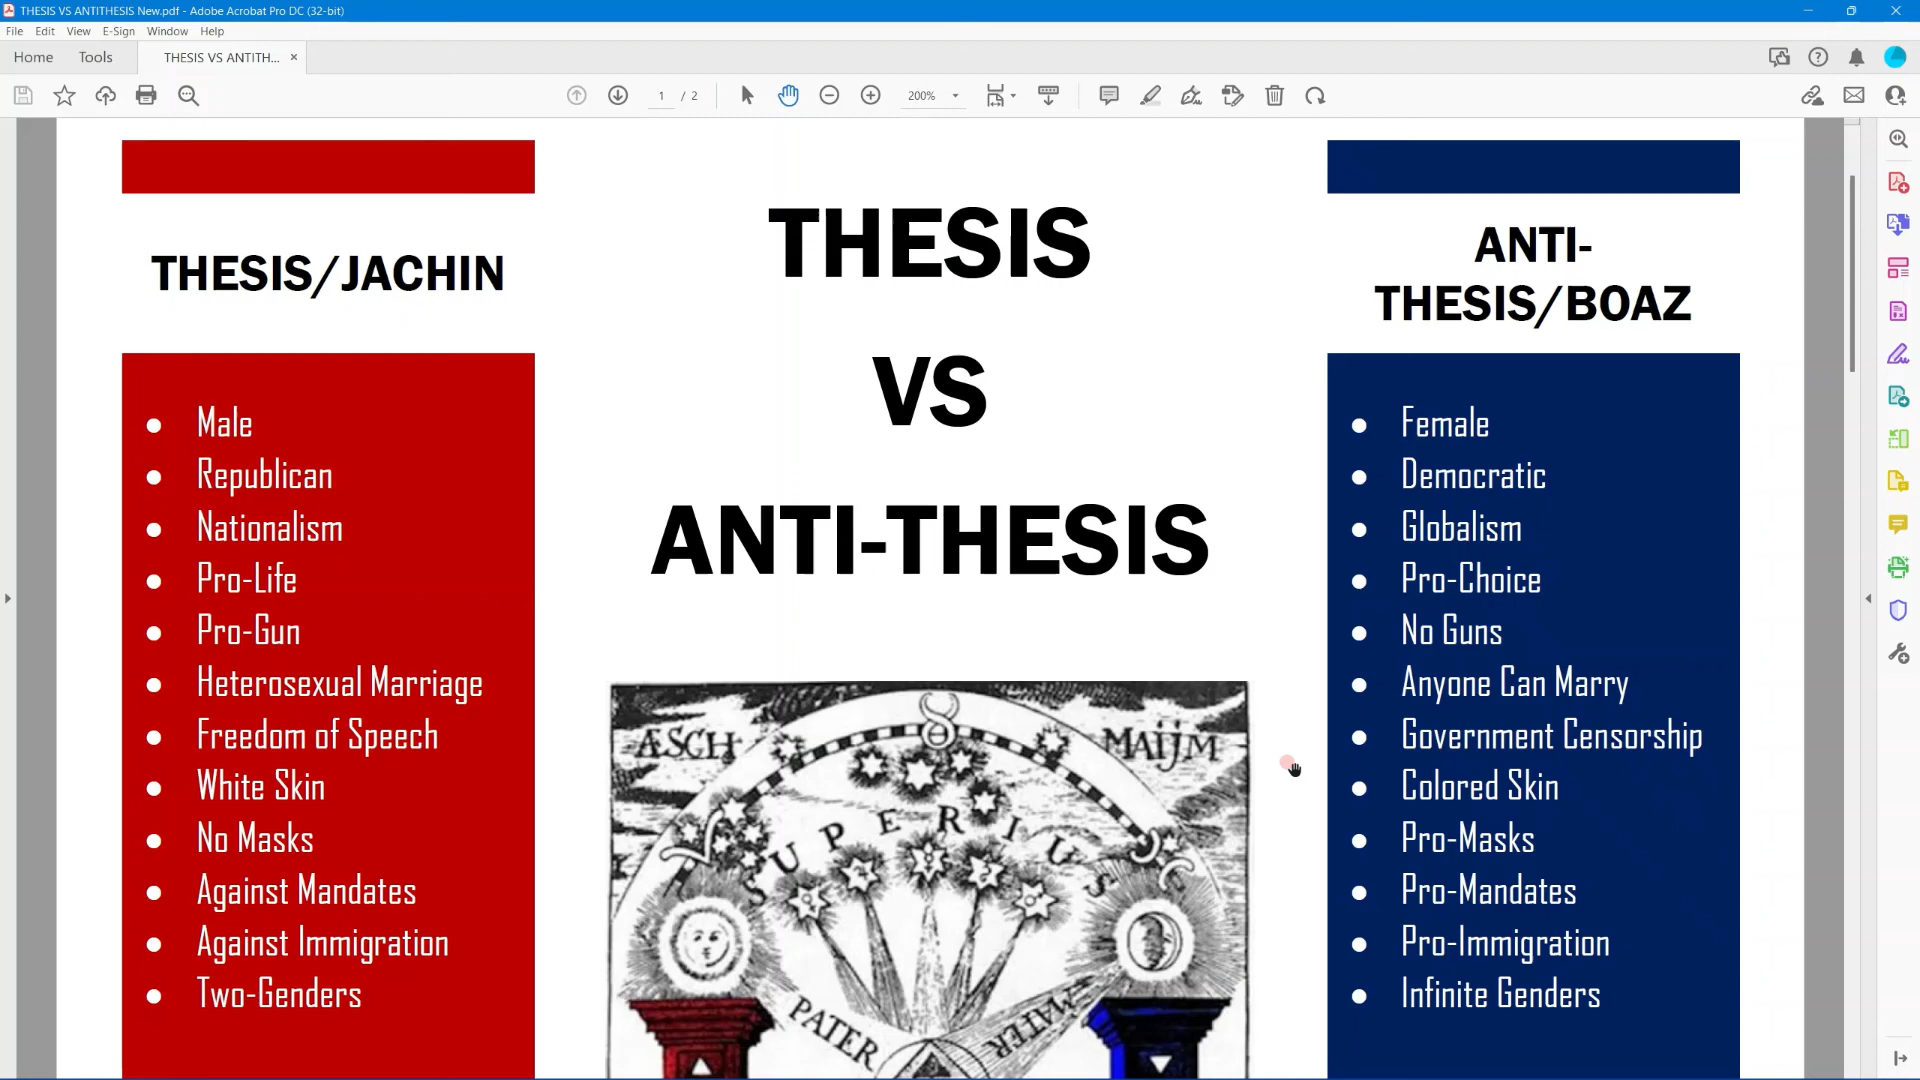 THESIS VS ANTITHESIS New.pdf - Adobe Acrobat Pro DC (32-bit)
File Edit View E-Sign Window Help
Home Tools THESIS VS ANTITH... ×
1 / 2 200%
THESIS/JACHIN
Male
Republican
Nationalism
Pro-Life
Pro-Gun
Heterosexual Marriage
Freedom of Speech
White Skin
No Masks
Against Mandates
Against Immigration
Two-Genders
THESIS
VS
ANTI-THESIS
ÆSCH MAIJM
SUPERIUS
PATER MATER
ANTI-
THESIS/BOAZ
Female
Democratic
Globalism
Pro-Choice
No Guns
Anyone Can Marry
Government Censorship
Colored Skin
Pro-Masks
Pro-Mandates
Pro-Immigration
Infinite Genders